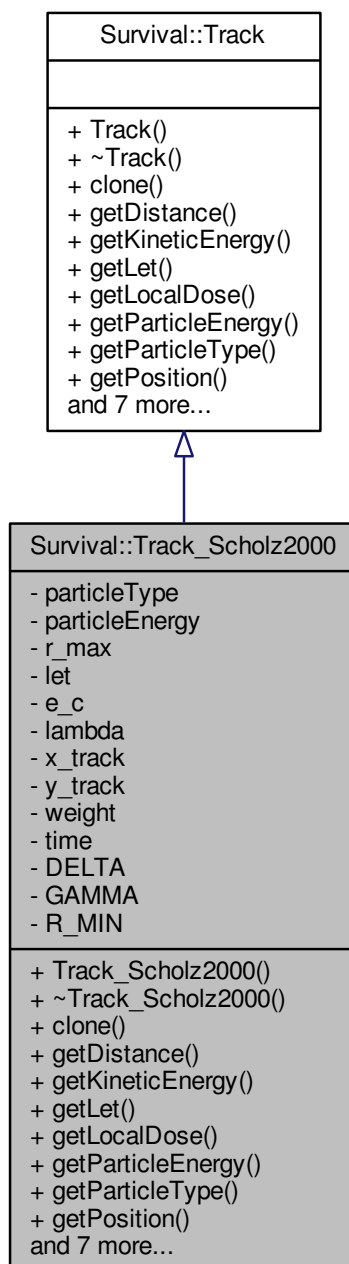 Survival::Track
+ Track()
+ ~Track()
+ clone()
+ getDistance()
+ getKineticEnergy()
+ getLet()
+ getLocalDose()
+ getParticleEnergy()
+ getParticleType()
+ getPosition()
and 7 more...
Survival::Track_Scholz2000
- particleType
- particleEnergy
- r_max
- let
- e_c
- lambda
- x_track
- y_track
- weight
- time
- DELTA
- GAMMA
- R_MIN
+ Track_Scholz2000()
+ ~Track_Scholz2000()
+ clone()
+ getDistance()
+ getKineticEnergy()
+ getLet()
+ getLocalDose()
+ getParticleEnergy()
+ getParticleType()
+ getPosition()
and 7 more...